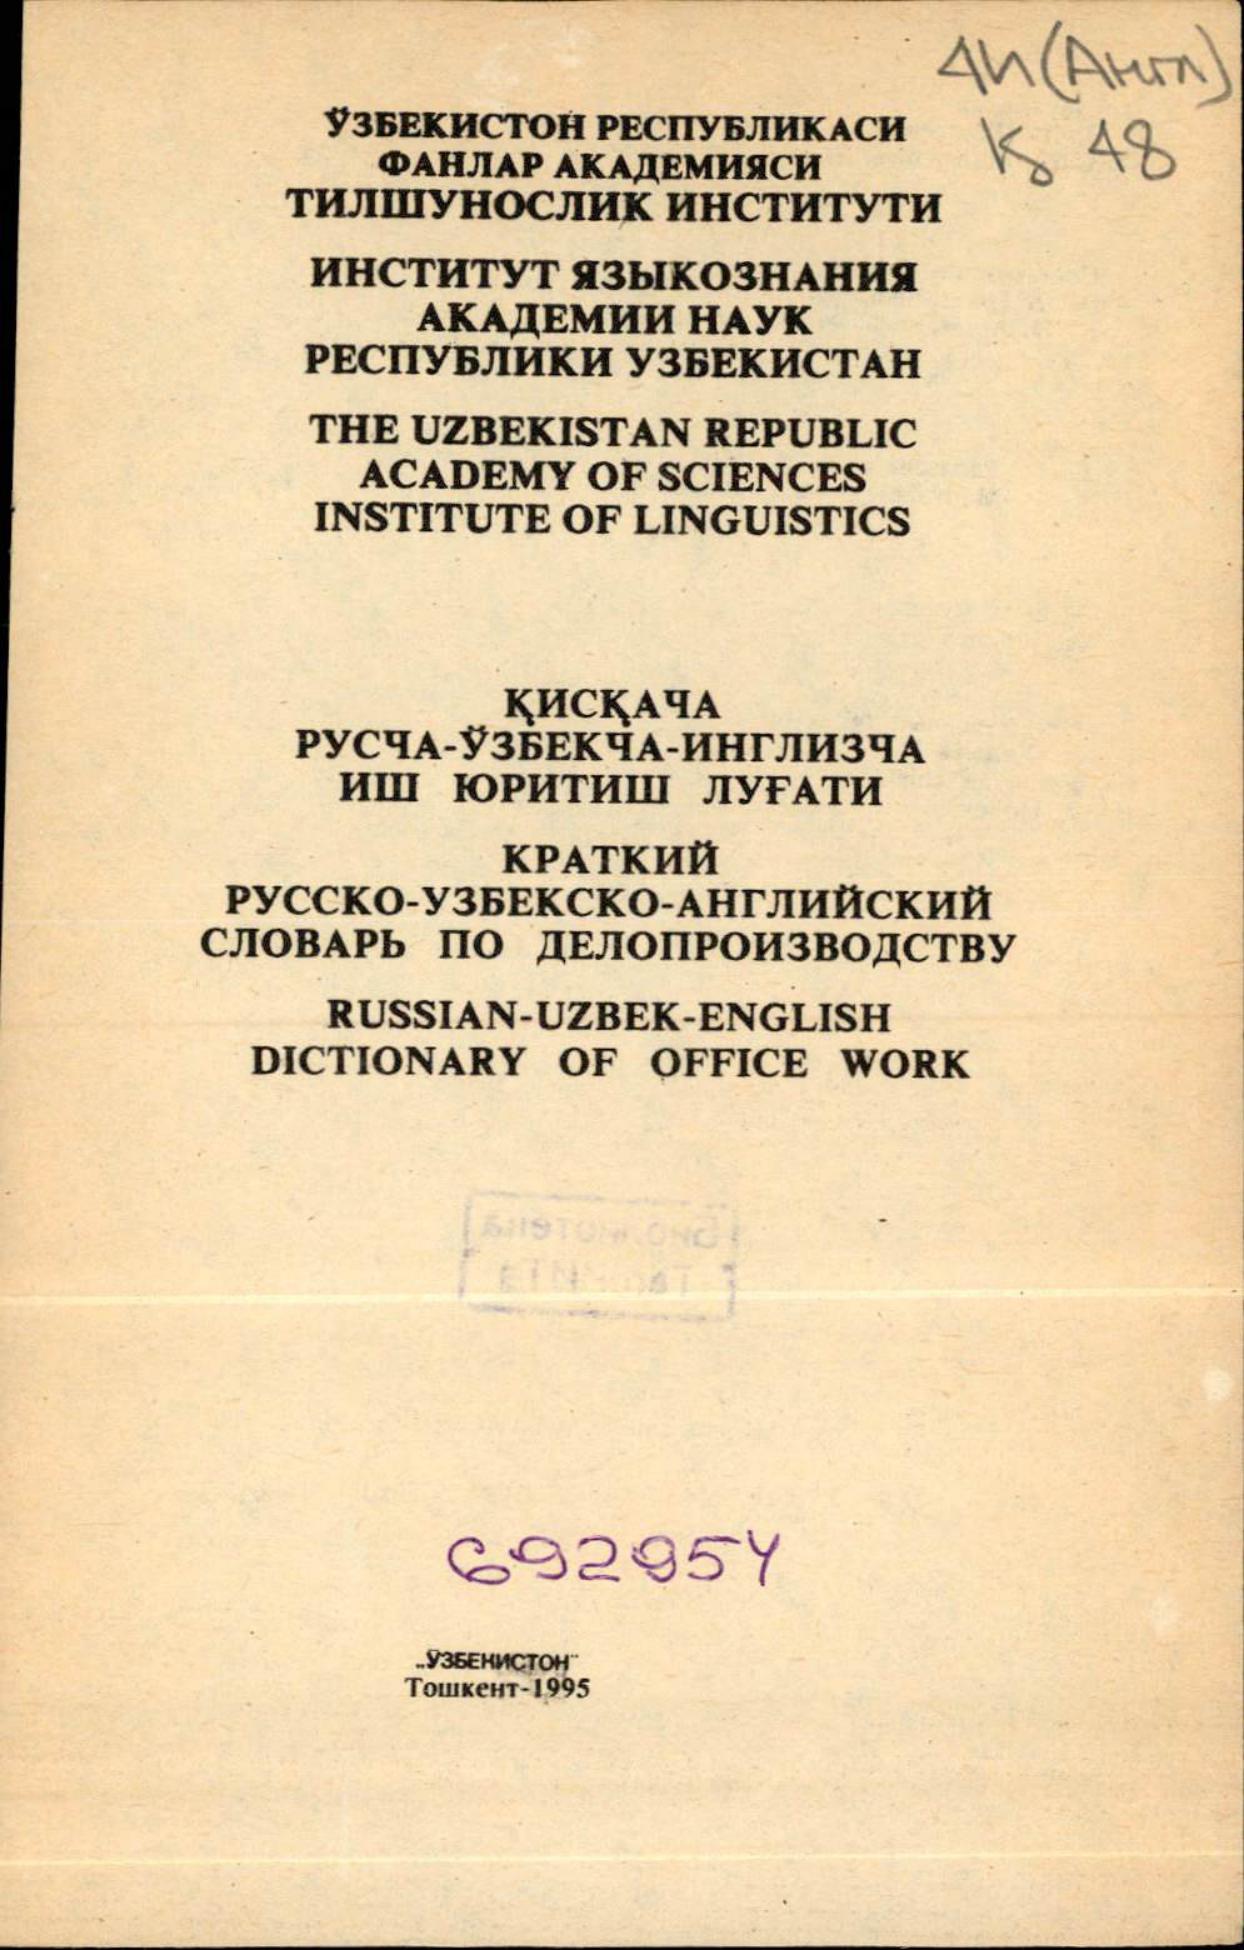 4И(Англ)
Қ 48
ЎЗБЕКИСТОН РЕСПУБЛИКАСИ
ФАНЛАР АКАДЕМИЯСИ
ТИЛШУНОСЛИК ИНСТИТУТИ
ИНСТИТУТ ЯЗЫКОЗНАНИЯ
АКАДЕМИИ НАУК
РЕСПУБЛИКИ УЗБЕКИСТАН
THE UZBEKISTAN REPUBLIC
ACADEMY OF SCIENCES
INSTITUTE OF LINGUISTICS
ҚИСҚАЧА
РУСЧА-ЎЗБЕКЧА-ИНГЛИЗЧА
ИШ ЮРИТИШ ЛУҒАТИ
КРАТКИЙ
РУССКО-УЗБЕКСКО-АНГЛИЙСКИЙ
СЛОВАРЬ ПО ДЕЛОПРОИЗВОДСТВУ
RUSSIAN-UZBEK-ENGLISH
DICTIONARY OF OFFICE WORK
692954
„ЎЗБЕКИСТОН"
Тошкент-1995